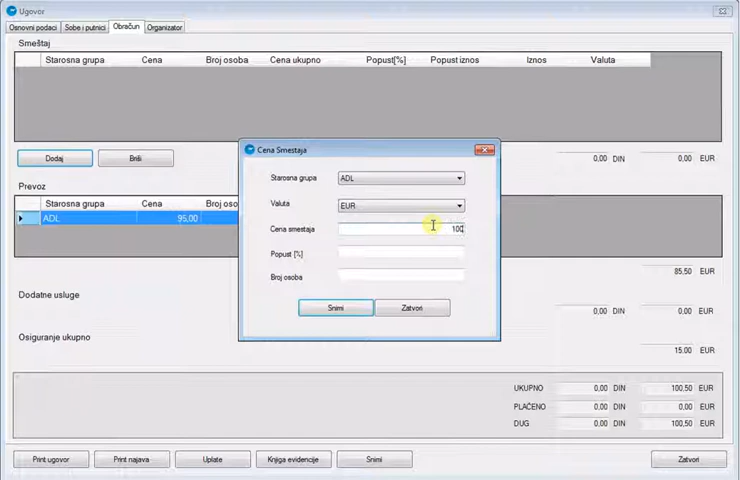 Ugovor
Osnovni podaci Sobe i putnici Obračun Organizator
Smeštaj
Starosna grupa Cena Broj osoba Cena ukupno Popust[%] Popust iznos Iznos Valuta
Dodaj Briši 0,00 DIN 0,00 EUR
Cena Smestaja
Starosna grupa ADL
Valuta EUR
Cena smestaja 100
Popust [%]
Broj osoba
Snimi Zatvori
Prevoz
Starosna grupa Cena
ADL 95,00
85,50 EUR
Dodatne usluge
0,00 DIN 0,00 EUR
Osiguranje ukupno
15,00 EUR
UKUPNO 0,00 DIN 100,50 EUR
PLAĆENO 0,00 DIN 0,00 EUR
DUG 0,00 DIN 100,50 EUR
Print ugovor Print najava Uplate Knjiga evidencije Snimi Zatvori